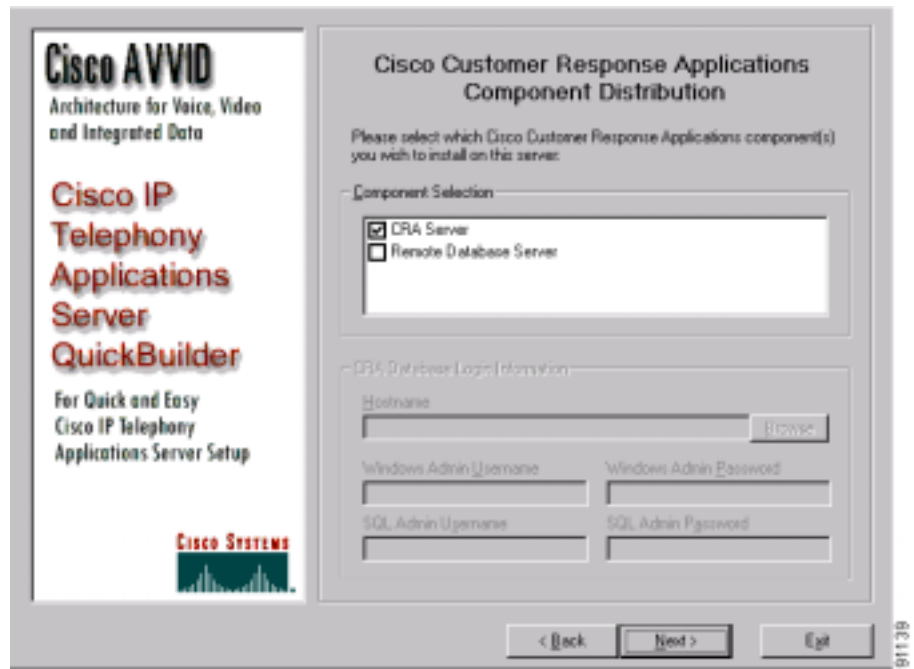 Cisco AVVID
Architecture for Voice, Video
and Integrated Data
Cisco IP
Telephony
Applications
Server
QuickBuilder
For Quick and Easy
Cisco IP Telephony
Applications Server Setup
CISCO SYSTEMS
Cisco Customer Response Applications
Component Distribution
Please select which Cisco Customer Response Applications component(s)
you wish to install on this server:
Component Selection
CRA Server
Remote Database Server
CRA Database Login Information
Hostname
Browse
Windows Admin Username
Windows Admin Password
SQL Admin Username
SQL Admin Password
< Back
Next >
Exit
91139